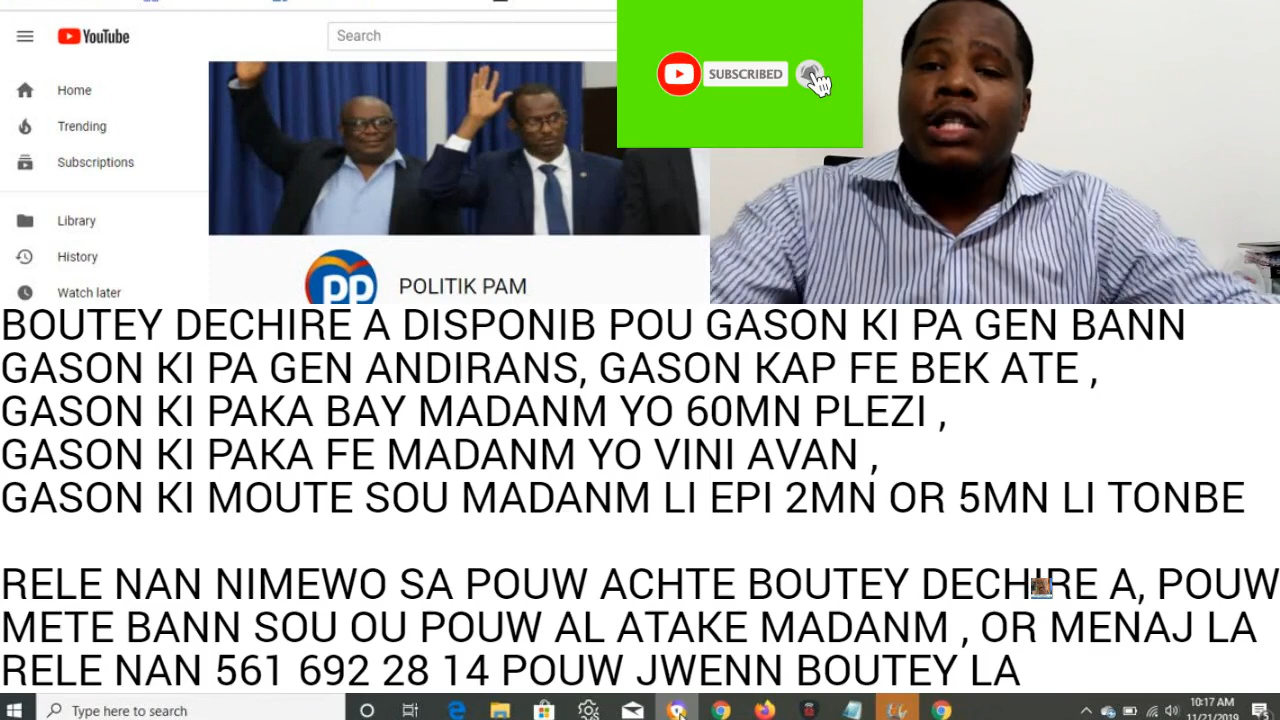 YouTube
Search
SUBSCRIBED
Home
Trending
Subscriptions
Library
History
Watch later
PP
POLITIK PAM
BOUTEY DECHIRE A DISPONIB POU GASON KI PA GEN BANN
GASON KI PA GEN ANDIRANS, GASON KAP FE BEK ATE ,
GASON KI PAKA BAY MADANM YO 60MN PLEZI ,
GASON KI PAKA FE MADANM YO VINI AVAN ,
GASON KI MOUTE SOU MADANM LI EPI 2MN OR 5MN LI TONBE
RELE NAN NIMEWO SA POUW ACHTE BOUTEY DECHIRE A, POUW
METE BANN SOU OU POUW AL ATAKE MADANM , OR MENAJ LA
RELE NAN 561 692 28 14 POUW JWENN BOUTEY LA
Type here to search
10:17 AM
11/27/2019